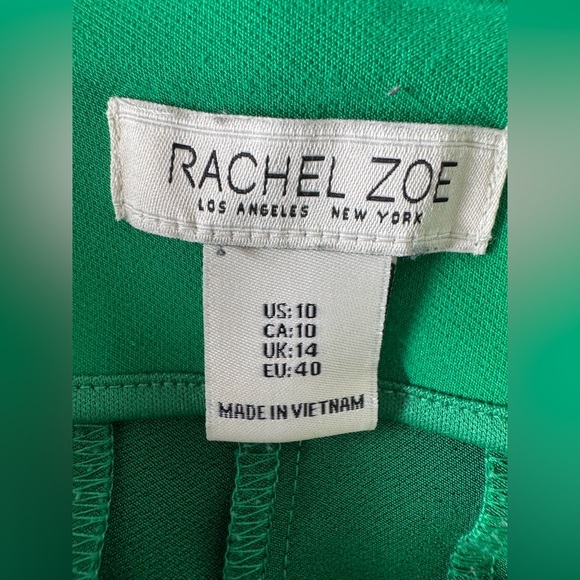 RACHEL ZOE
LOS ANGELES NEW YORK
US:10
CA:10
UK:14
EU:40
MADE IN VIETNAM